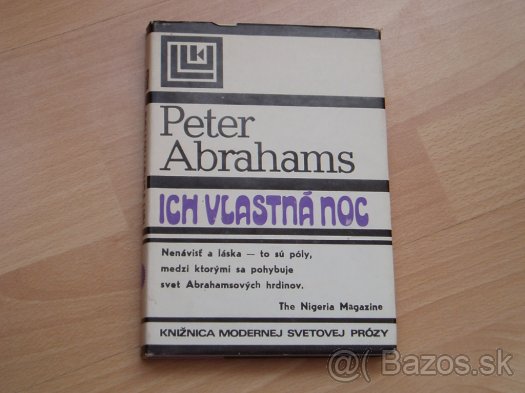 Peter
Abrahams
ICH VLASTNÁ NOC
Nenávisť a láska — to sú póly,
medzi ktorými sa pohybuje
svet Abrahamsových hrdinov.
The Nigeria Magazine
KNIŽNICA MODERNEJ SVETOVEJ PRÓZY
@( Bazos.sk